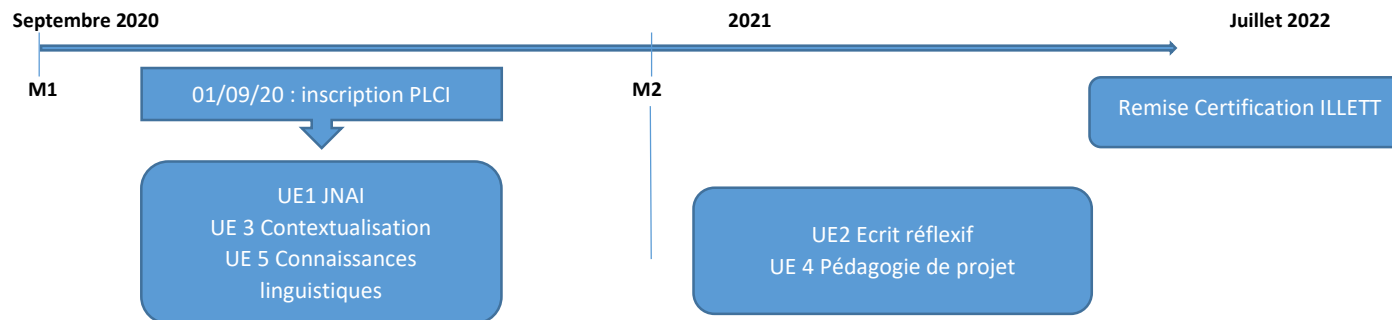 Septembre 2020
2021
Juillet 2022
M1
M2
01/09/20 : inscription PLCI
Remise Certification ILLETT
UE1 JNAI
UE 3 Contextualisation
UE 5 Connaissances
linguistiques
UE2 Ecrit réflexif
UE 4 Pédagogie de projet